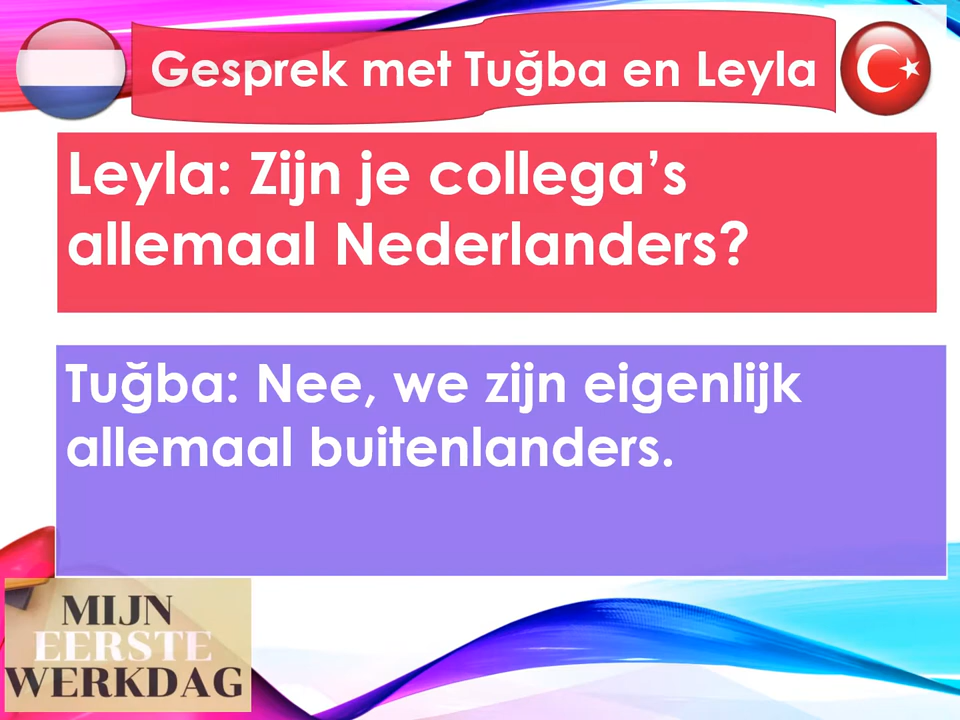 Gesprek met Tuğba en Leyla
Leyla: Zijn je collega’s
allemaal Nederlanders?
Tuğba: Nee, we zijn eigenlijk
allemaal buitenlanders.
MIJN
EERSTE
WERKDAG